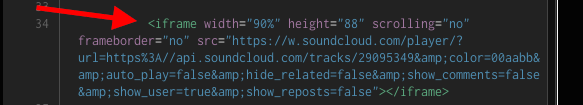 34 <iframe width="90%" height="88" scrolling="no"
frameborder="no" src="https://w.soundcloud.com/player/?
url=https%3A//api.soundcloud.com/tracks/29095349&amp;color=00aabb&
amp;auto_play=false&amp;hide_related=false&amp;show_comments=false
&amp;show_user=true&amp;show_reposts=false"></iframe>